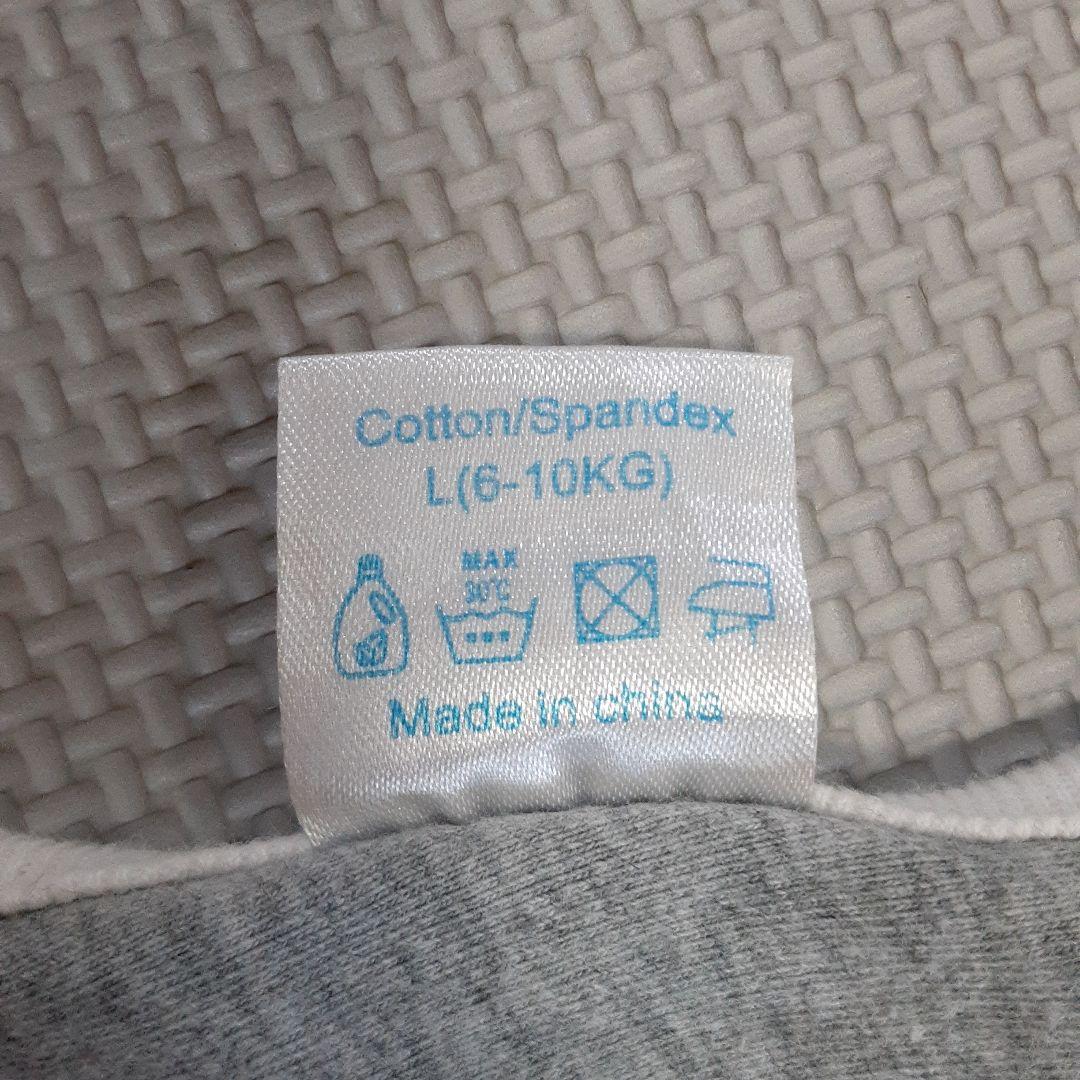 Cotton/Spandex
L(6-10KG)
MAX
30℃
Made in china